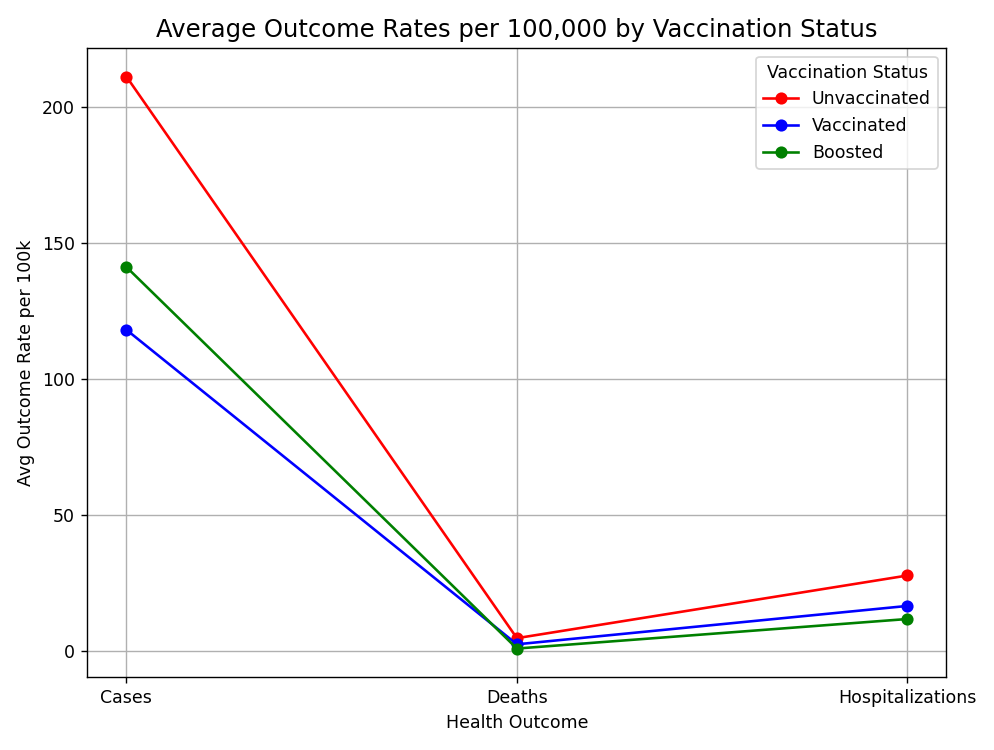 Average Outcome Rates per 100,000 by Vaccination Status
Vaccination Status
Unvaccinated
Vaccinated
Boosted
Avg Outcome Rate per 100k
200
150
100
50
0
Cases
Deaths
Hospitalizations
Health Outcome